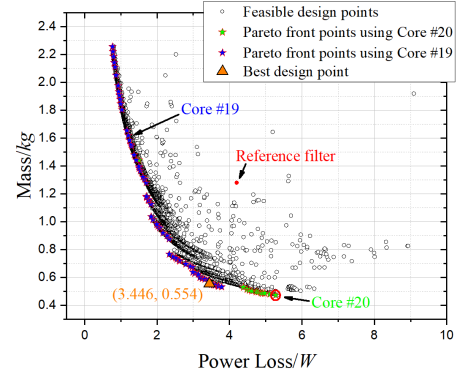 Feasible design points
Pareto front points using Core #20
Pareto front points using Core #19
Best design point
2.4
2.2
2.0
1.8
1.6
1.4
1.2
1.0
0.8
0.6
0.4
Mass/kg
Core #19
Reference filter
(3.446, 0.554)
Core #20
0 2 4 6 8 10
Power Loss/W